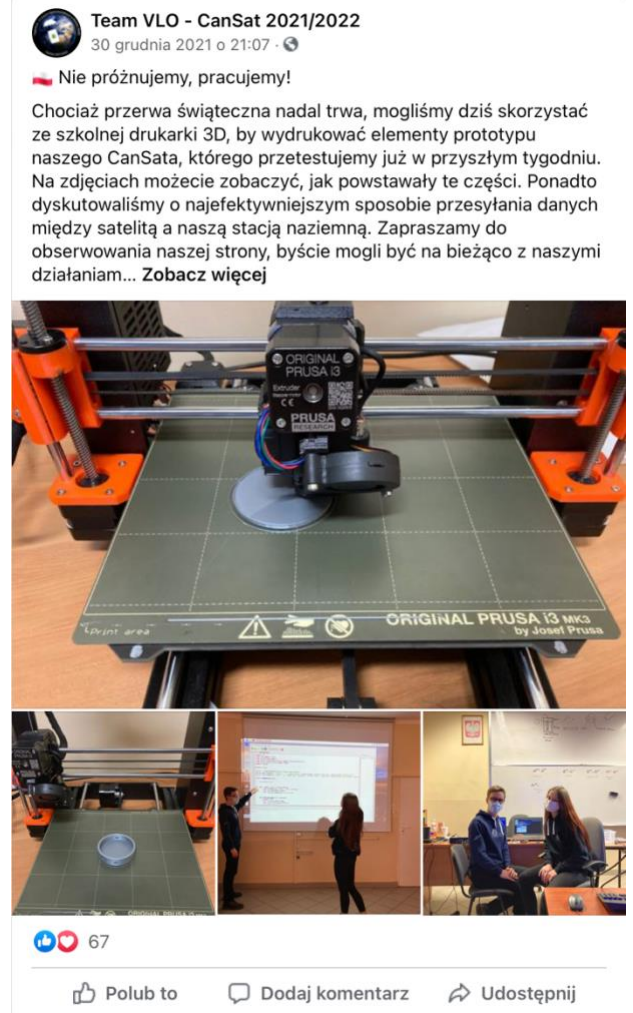 Team VLO - CanSat 2021/2022
30 grudnia 2021 o 21:07 ·
🇵🇱 Nie próżnujemy, pracujemy!
Chociaż przerwa świąteczna nadal trwa, mogliśmy dziś skorzystać
ze szkolnej drukarki 3D, by wydrukować elementy prototypu
naszego CanSata, którego przetestujemy już w przyszłym tygodniu.
Na zdjęciach możecie zobaczyć, jak powstawały te części. Ponadto
dyskutowaliśmy o najefektywniejszym sposobie przesyłania danych
między satelitą a naszą stacją naziemną. Zapraszamy do
obserwowania naszej strony, byście mogli być na bieżąco z naszymi
działaniam... Zobacz więcej
ORIGINAL
PRUSA i3
Extruder
CE
PRUSA
RESEARCH
Print area
ORIGINAL PRUSA i3 MK3
by Josef Prusa
67
Polub to
Dodaj komentarz
Udostępnij